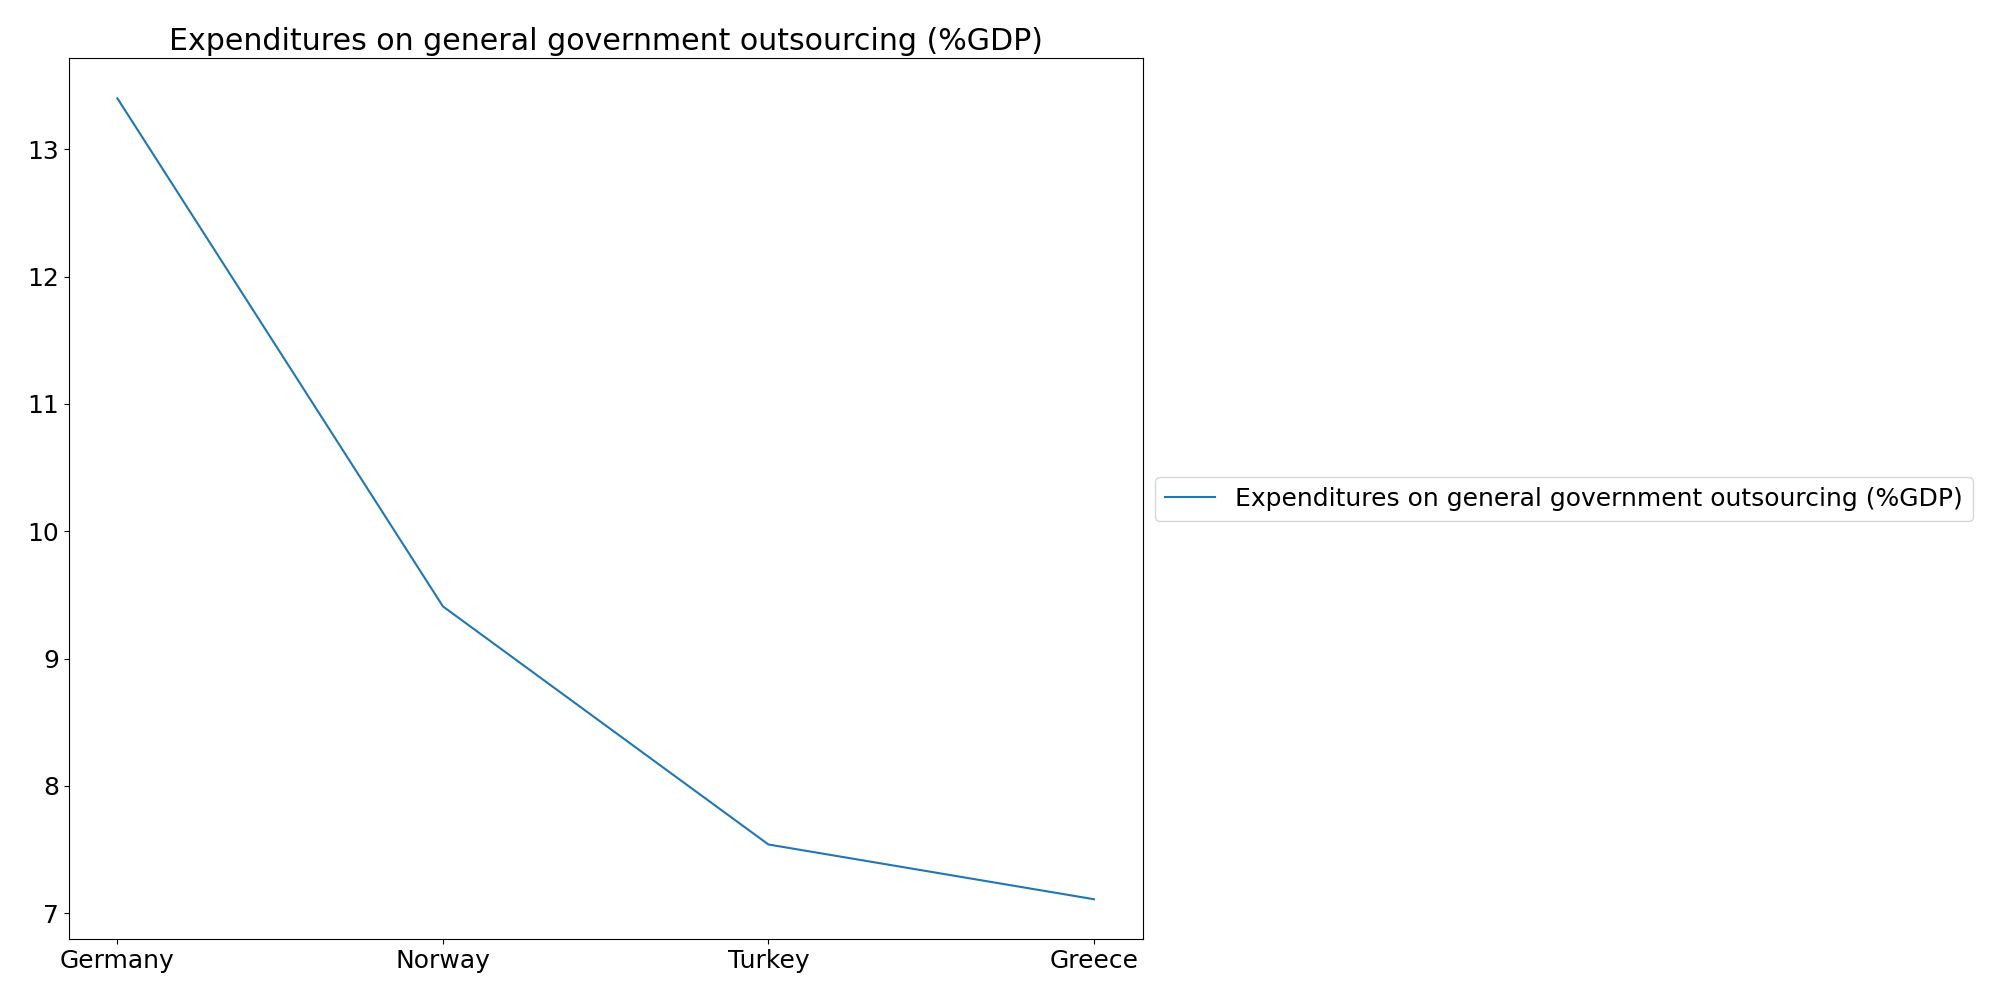 Expenditures on general government outsourcing (%GDP)
13
12
11
10
9
8
7
Germany Norway Turkey Greece
Expenditures on general government outsourcing (%GDP)